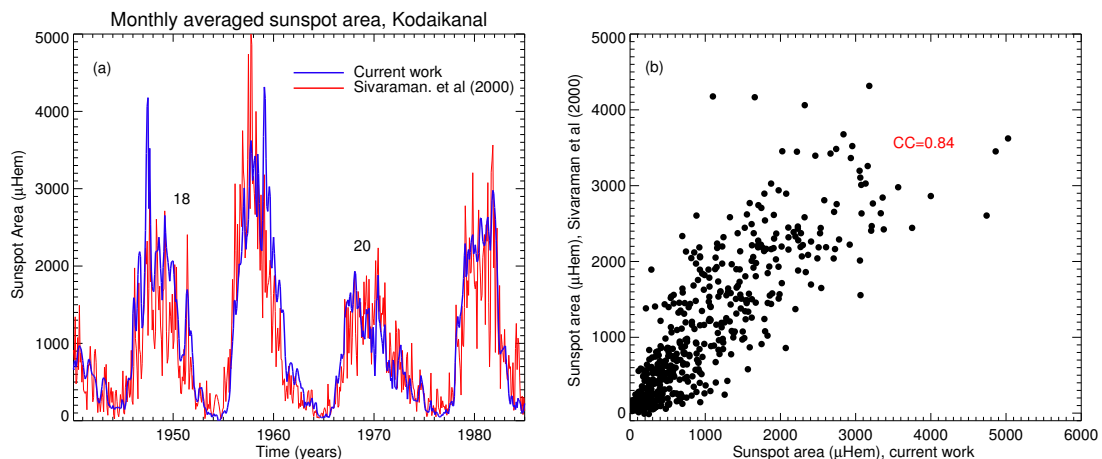 Monthly averaged sunspot area, Kodaikanal
(a)
Current work
Sivaraman. et al (2000)
18
20
5000
4000
3000
2000
1000
0
Sunspot Area (μHem)
1950 1960 1970 1980
Time (years)
(b)
CC=0.84
5000
4000
3000
2000
1000
0
Sunspot area (μHem), Sivaraman et al (2000)
0 1000 2000 3000 4000 5000 6000
Sunspot area (μHem), current work